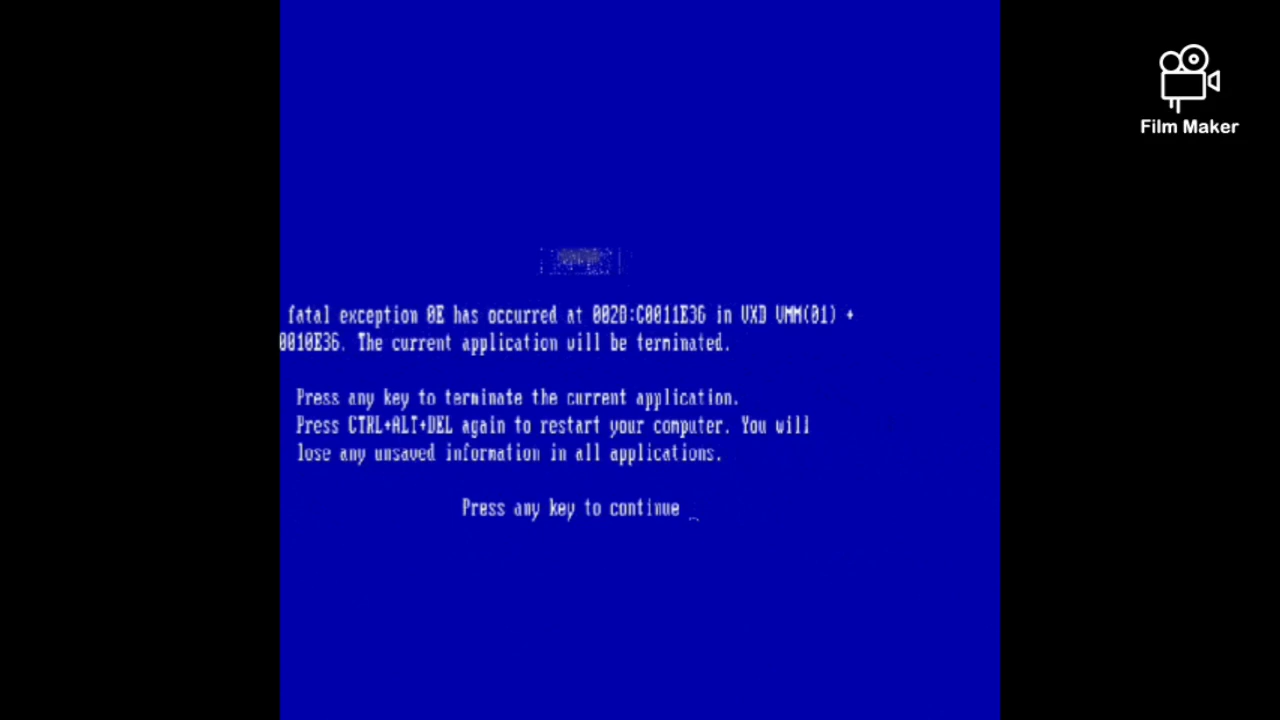 Film Maker
fatal exception 0E has occurred at 002B:C0011E36 in VXD VMM(01) +
0010E36. The current application will be terminated.
Press any key to terminate the current application.
Press CTRL+ALT+DEL again to restart your computer. You will
lose any unsaved information in all applications.
Press any key to continue _